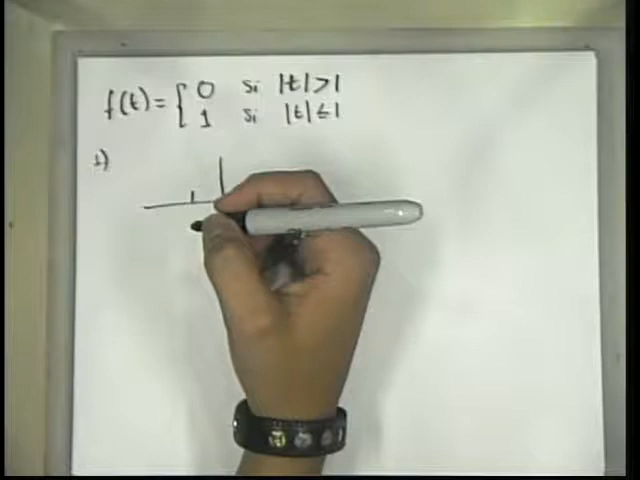 f(t) = { 0 si |t|>1
1 si |t|≤1
1)